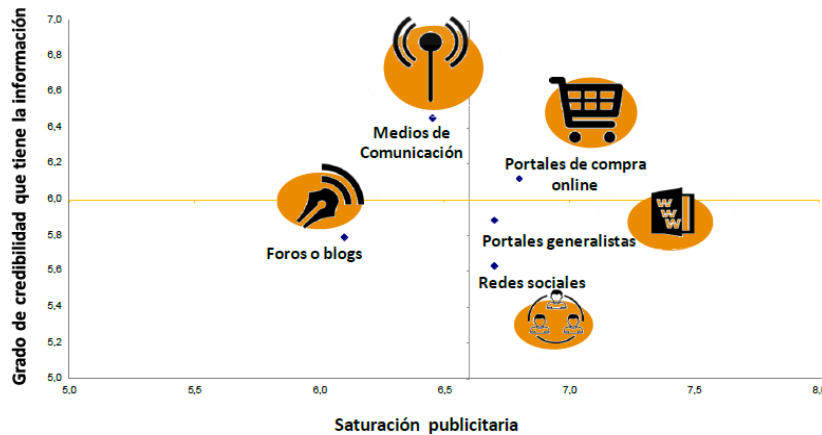 Grado de credibilidad que tiene la información
7,0
6,8
6,6
6,4
6,2
6,0
5,8
5,6
5,4
5,2
5,0
Medios de
Comunicación
Portales de compra
online
Foros o blogs
WWW
Portales generalistas
Redes sociales
5,0
5,5
6,0
6,5
7,0
7,5
8,0
Saturación publicitaria